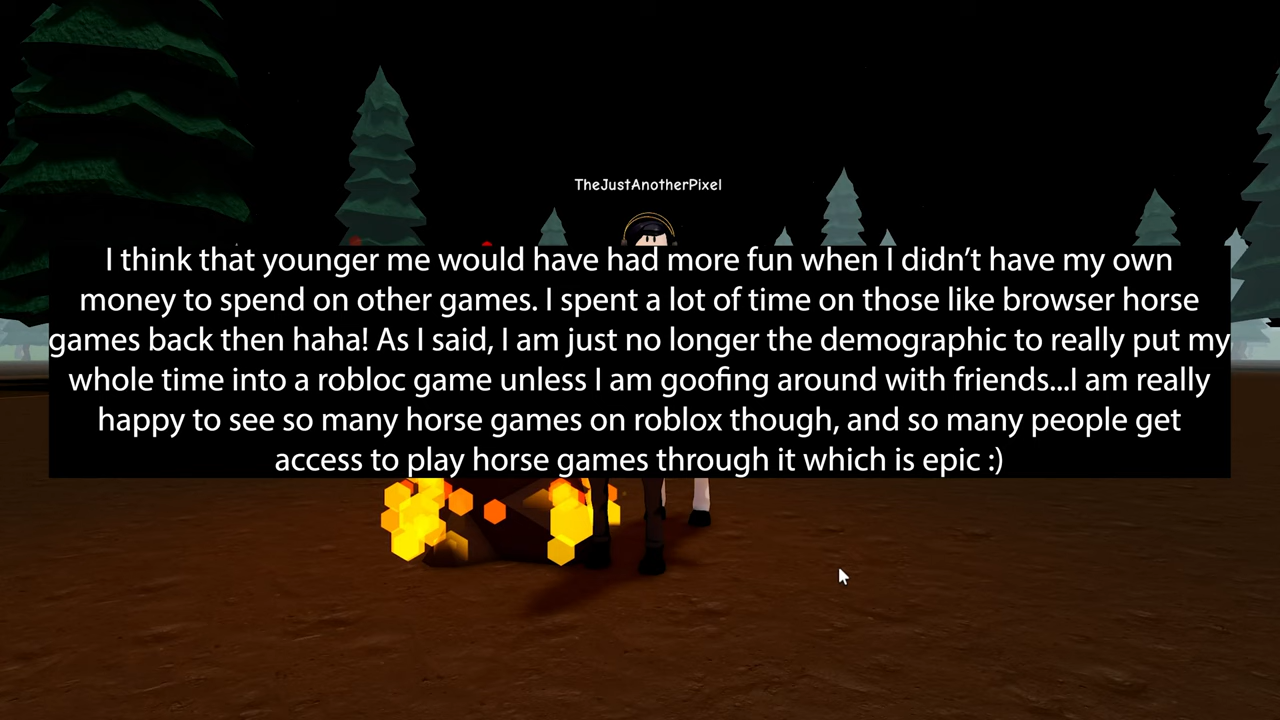 TheJustAnotherPixel
I think that younger me would have had more fun when I didn’t have my own
money to spend on other games. I spent a lot of time on those like browser horse
games back then haha! As I said, I am just no longer the demographic to really put my
whole time into a robloc game unless I am goofing around with friends...I am really
happy to see so many horse games on roblox though, and so many people get
access to play horse games through it which is epic :)